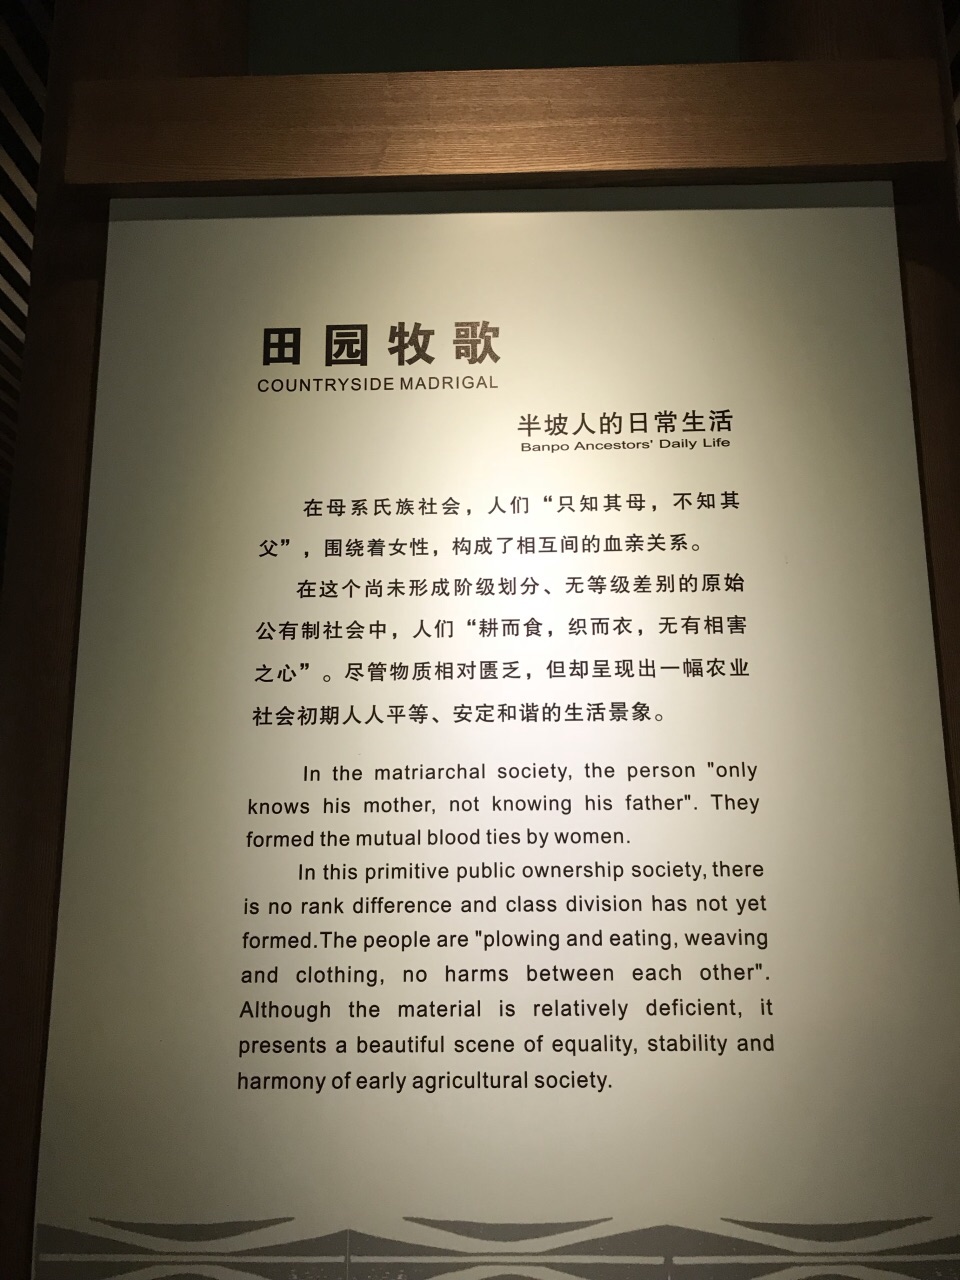 田园牧歌
COUNTRYSIDE MADRIGAL
半坡人的日常生活
Banpo Ancestors' Daily Life
在母系氏族社会，人们“只知其母，不知其
父”，围绕着女性，构成了相互间的血亲关系。
在这个尚未形成阶级划分、无等级差别的原始
公有制社会中，人们“耕而食，织而衣，无有相害
之心”。尽管物质相对匮乏，但却呈现出一幅农业
社会初期人人平等、安定和谐的生活景象。
In the matriarchal society, the person "only
knows his mother, not knowing his father". They
formed the mutual blood ties by women.
In this primitive public ownership society, there
is no rank difference and class division has not yet
formed.The people are "plowing and eating, weaving
and clothing, no harms between each other".
Although the material is relatively deficient, it
presents a beautiful scene of equality, stability and
harmony of early agricultural society.